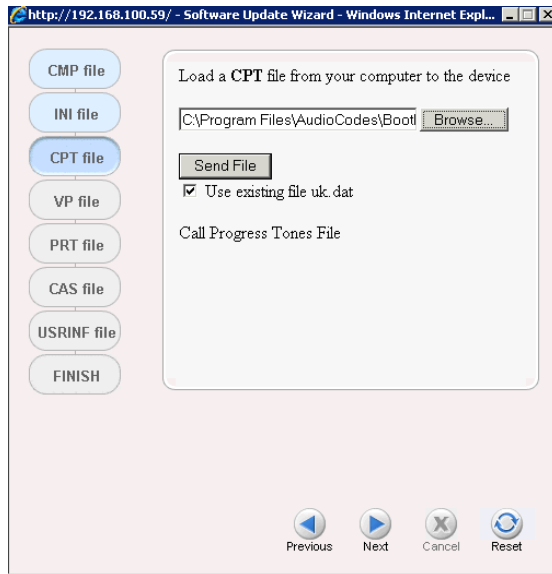 http://192.168.100.59/ - Software Update Wizard - Windows Internet Expl...
CMP file
INI file
CPT file
VP file
PRT file
CAS file
USRINF file
FINISH
Load a CPT file from your computer to the device
C:\Program Files\AudioCodes\Bootl Browse...
Send File
Use existing file uk.dat
Call Progress Tones File
Previous Next Cancel Reset